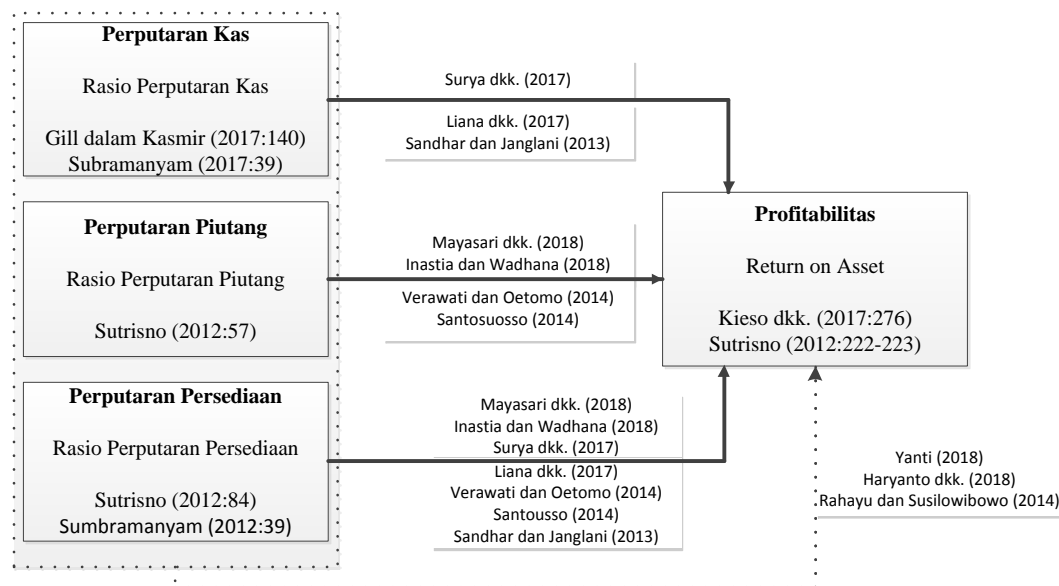 Perputaran Kas
Rasio Perputaran Kas
Gill dalam Kasmir (2017:140)
Subramanyam (2017:39)
Surya dkk. (2017)
Liana dkk. (2017)
Sandhar dan Janglani (2013)
Perputaran Piutang
Rasio Perputaran Piutang
Sutrisno (2012:57)
Mayasari dkk. (2018)
Inastia dan Wadhana (2018)
Verawati dan Oetomo (2014)
Santosuosso (2014)
Profitabilitas
Return on Asset
Kieso dkk. (2017:276)
Sutrisno (2012:222-223)
Perputaran Persediaan
Rasio Perputaran Persediaan
Sutrisno (2012:84)
Sumbramanyam (2012:39)
Mayasari dkk. (2018)
Inastia dan Wadhana (2018)
Surya dkk. (2017)
Liana dkk. (2017)
Verawati dan Oetomo (2014)
Santousso (2014)
Sandhar dan Janglani (2013)
Yanti (2018)
Haryanto dkk. (2018)
Rahayu dan Susilowibowo (2014)